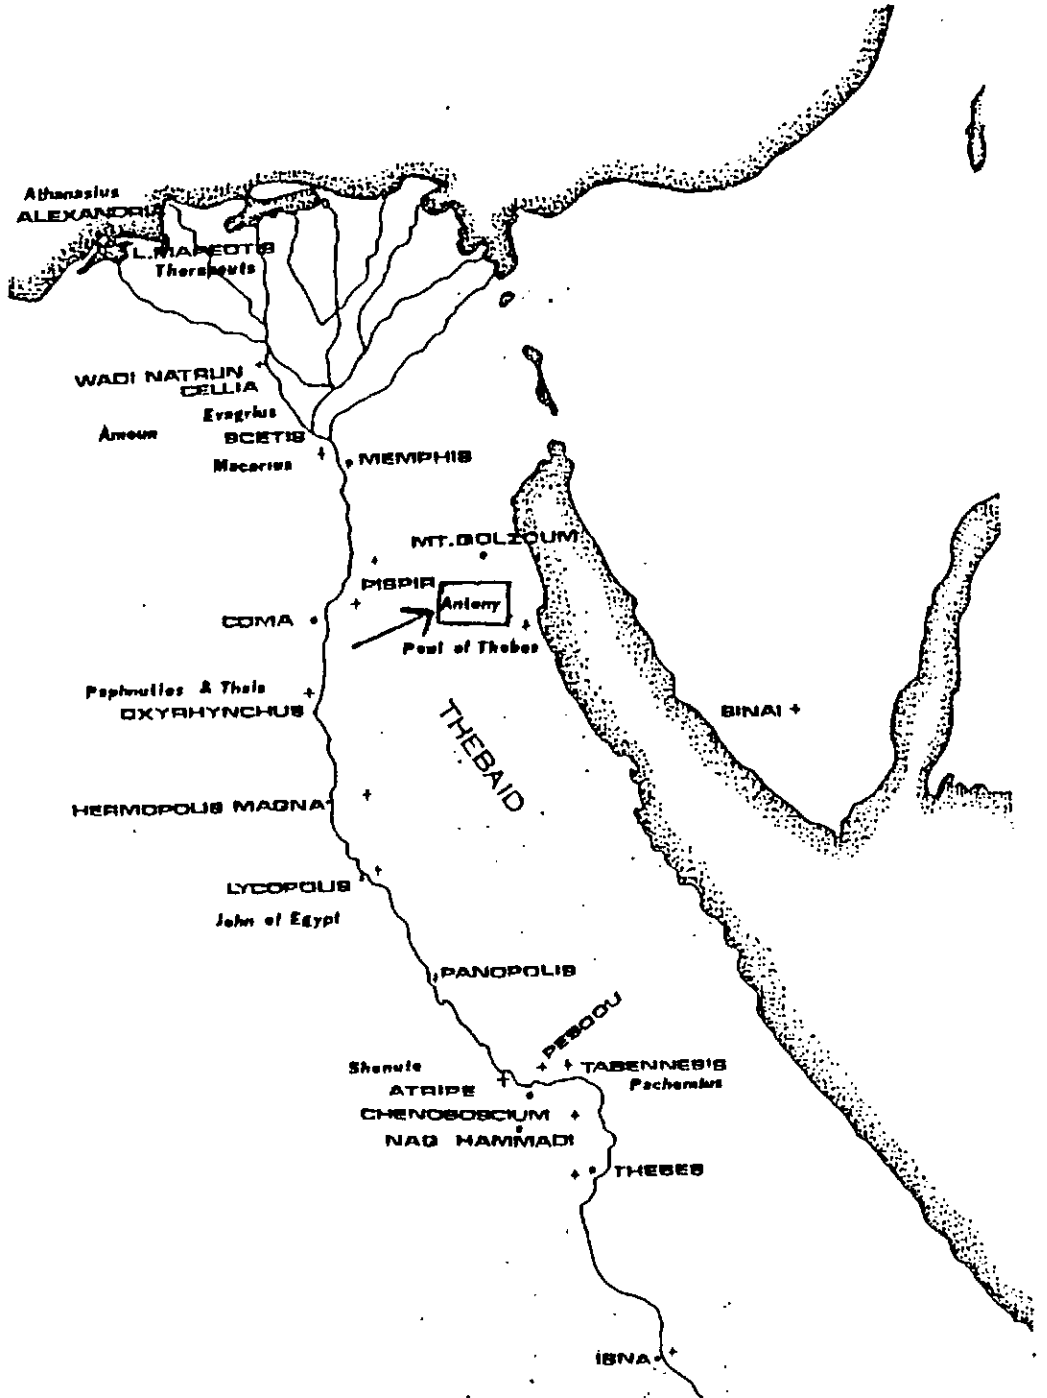 Athanasius
ALEXANDRIA
L.MAREOTIS
Therapeuts
WADI NATRUN
CELLIA
Evagrius
Amoun
SCETIS
Macarius
MEMPHIS
MT.GOLZOUM
PISPIR
Antony
COMA
Paul of Thebes
Paphnutius & Thais
OXYRHYNCHUS
SINAI
THEBAID
HERMOPOLIS MAGNA
LYCOPOLIS
John of Egypt
PANOPOLIS
PESOOU
Shenute
TABENNESIS
ATRIPE
Pachomius
CHENOBOSCIUM
NAG HAMMADI
THEBES
ISNA